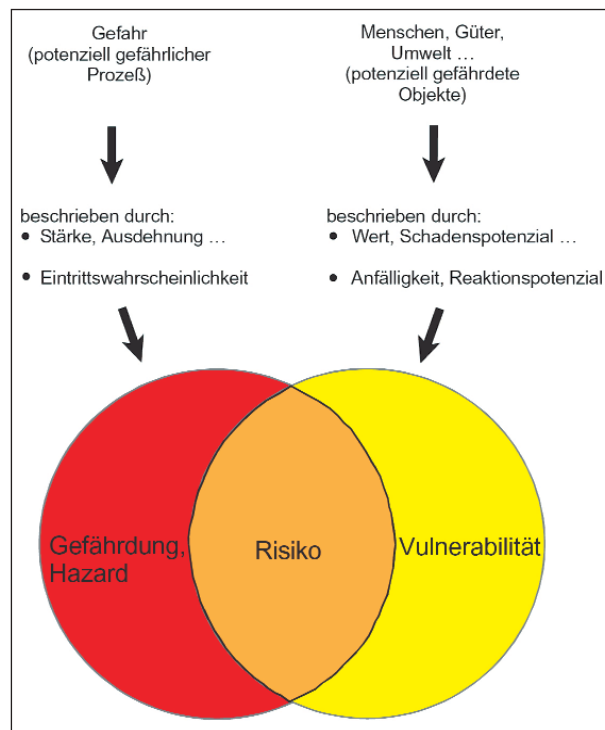 Gefahr
(potenziell gefährlicher
Prozeß)
beschrieben durch:
• Stärke, Ausdehnung ...
• Eintrittswahrscheinlichkeit
Menschen, Güter,
Umwelt ...
(potenziell gefährdete
Objekte)
beschrieben durch:
• Wert, Schadenspotenzial ...
• Anfälligkeit, Reaktionspotenzial
Gefährdung,
Hazard
Risiko
Vulnerabilität